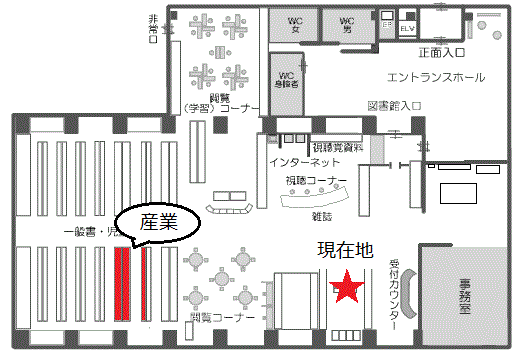 非常口
WC
女
WC
男
EB
ELV
正面入口
エントランスホール
WC
身障者
閲覧
(学習)コーナー
図書館入口
視聴覚資料
インターネット
視聴コーナー
雑誌
産業
一般書・児
現在地
受付カウンター
事務室
閲覧コーナー